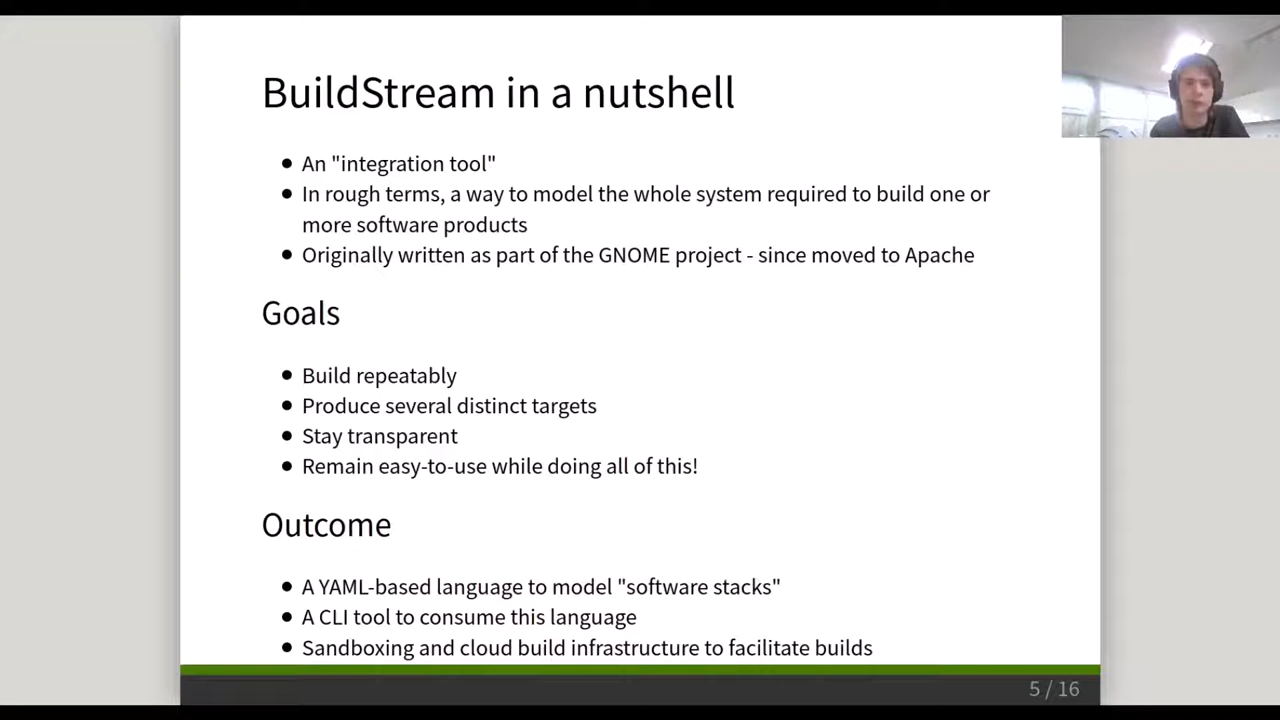 BuildStream in a nutshell
An "integration tool"
In rough terms, a way to model the whole system required to build one or
more software products
Originally written as part of the GNOME project - since moved to Apache
Goals
Build repeatably
Produce several distinct targets
Stay transparent
Remain easy-to-use while doing all of this!
Outcome
A YAML-based language to model "software stacks"
A CLI tool to consume this language
Sandboxing and cloud build infrastructure to facilitate builds
5 / 16